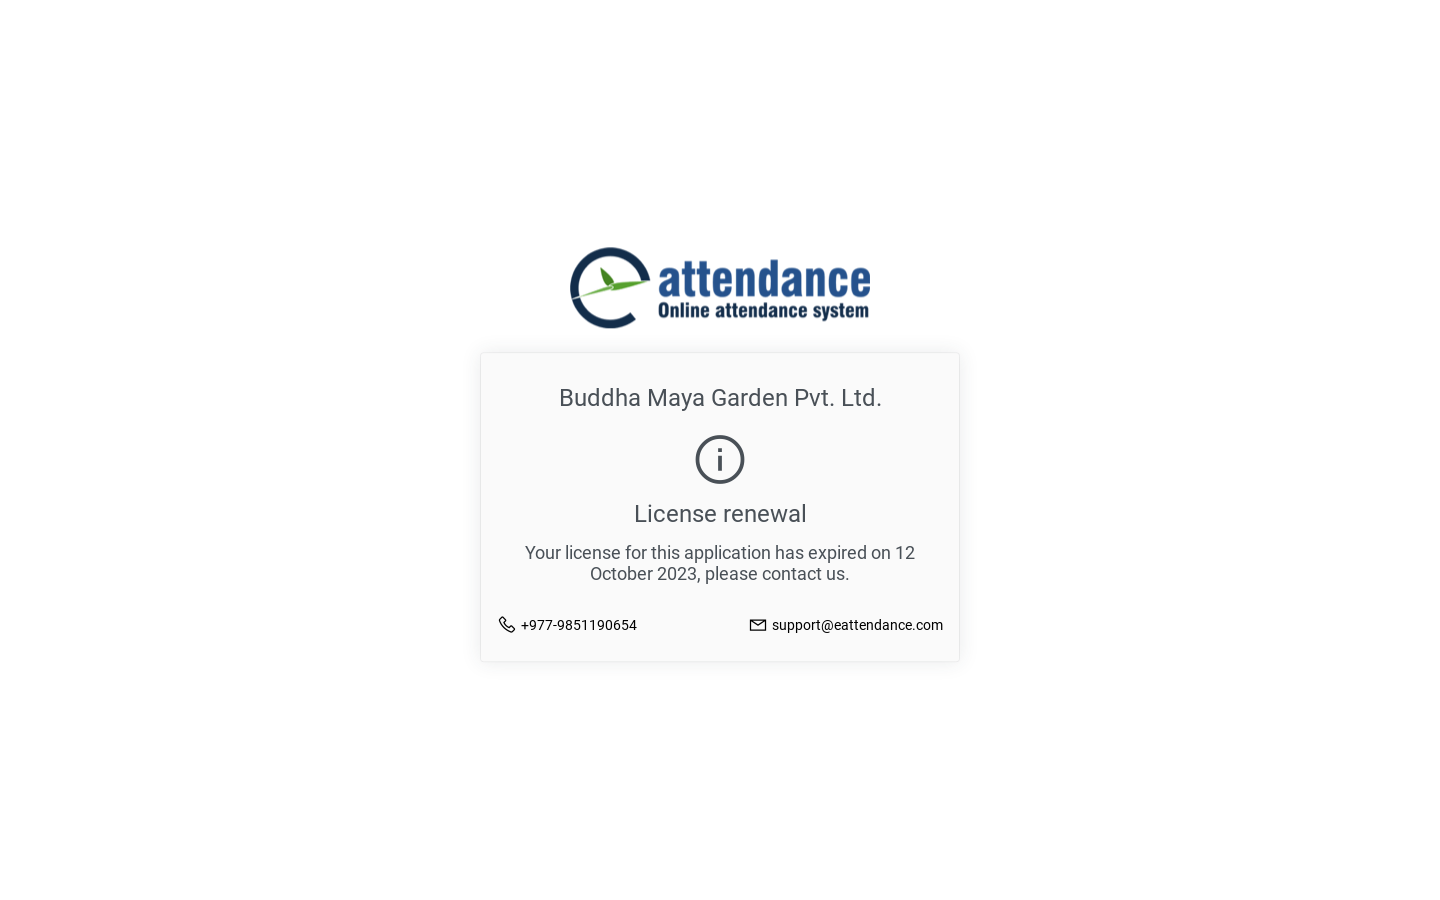 attendance
Online attendance system
Buddha Maya Garden Pvt. Ltd.
License renewal
Your license for this application has expired on 12
October 2023, please contact us.
+977-9851190654
support@eattendance.com